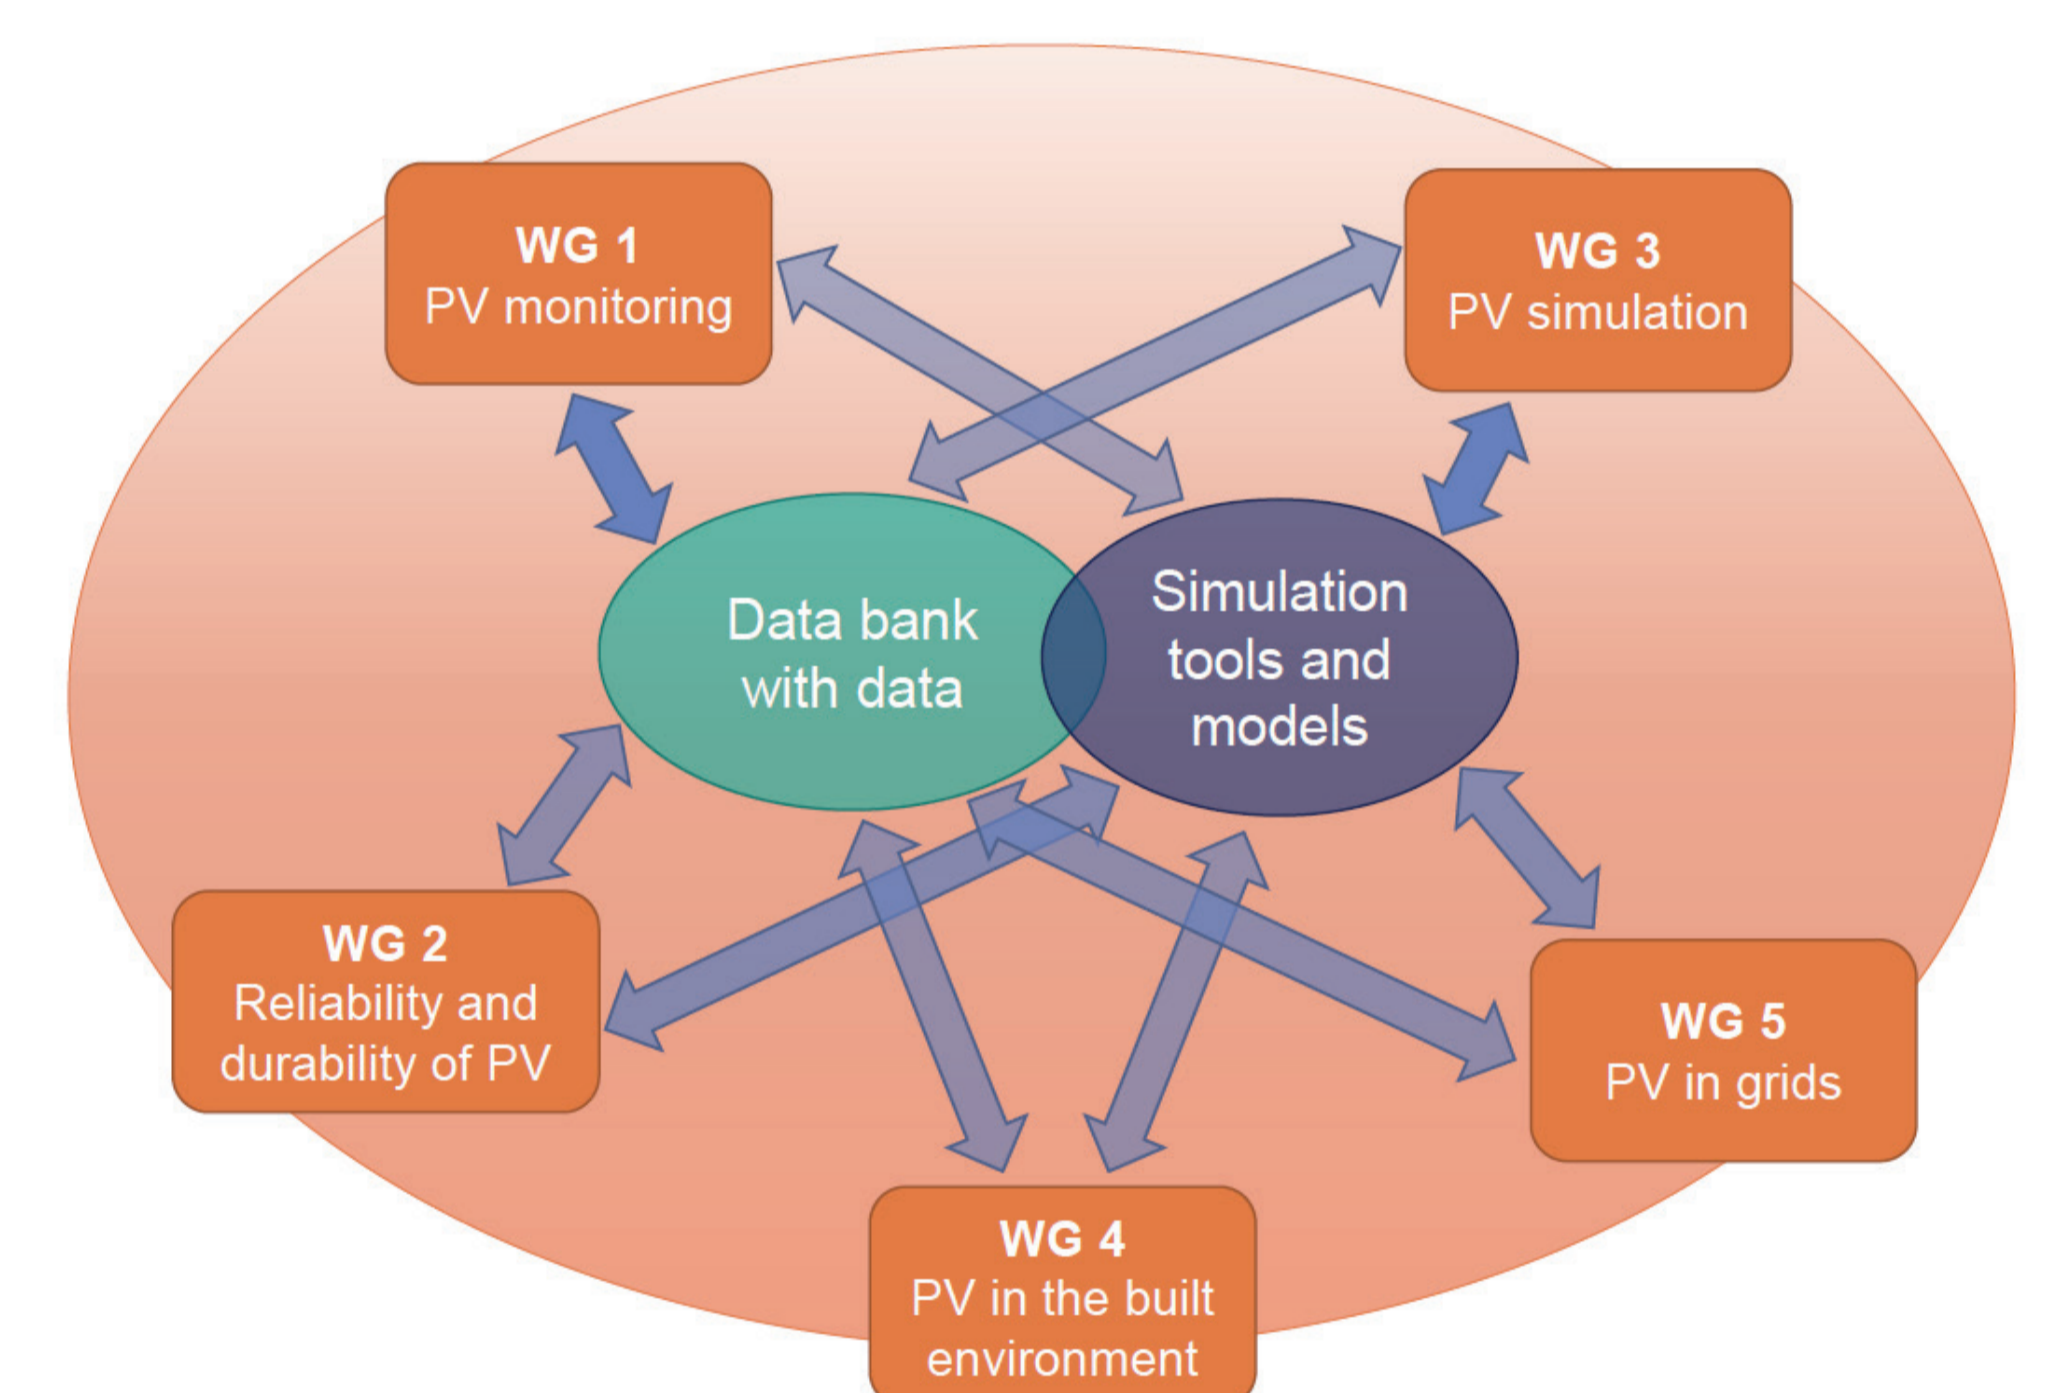 WG 1
PV monitoring
WG 3
PV simulation
Data bank
with data
Simulation
tools and
models
WG 2
Reliability and
durability of PV
WG 5
PV in grids
WG 4
PV in the built
environment